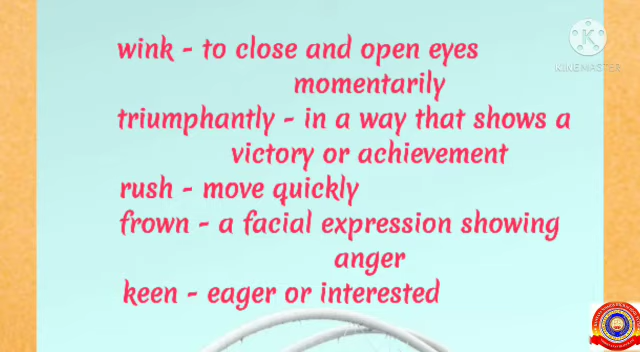 wink - to close and open eyes
momentarily
triumphantly - in a way that shows a
victory or achievement
rush - move quickly
frown - a facial expression showing
anger
keen - eager or interested
K
KINEMASTER